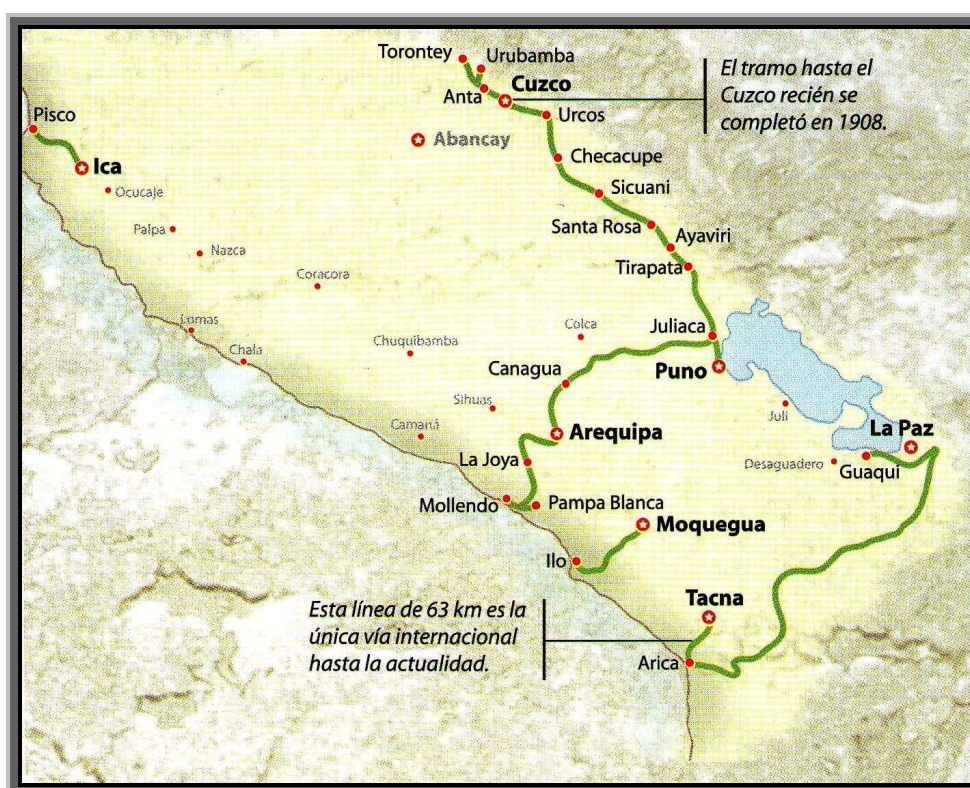 Torontey
Urubamba
Cuzco
Anta
El tramo hasta el
Cuzco recién se
completó en 1908.
Pisco
Urcos
Abancay
Ica
Checacupe
Ocucaje
Sicuani
Palpa
Santa Rosa
Ayaviri
Nazca
Tirapata
Coracora
Lomas
Colca
Juliaca
Chala
Chuquibamba
Canagua
Puno
Sihuas
Juli
Camaná
Arequipa
La Paz
La Joya
Desaguadero
Guaqui
Mollendo
Pampa Blanca
Moquegua
Ilo
Esta línea de 63 km es la
única vía internacional
hasta la actualidad.
Tacna
Arica